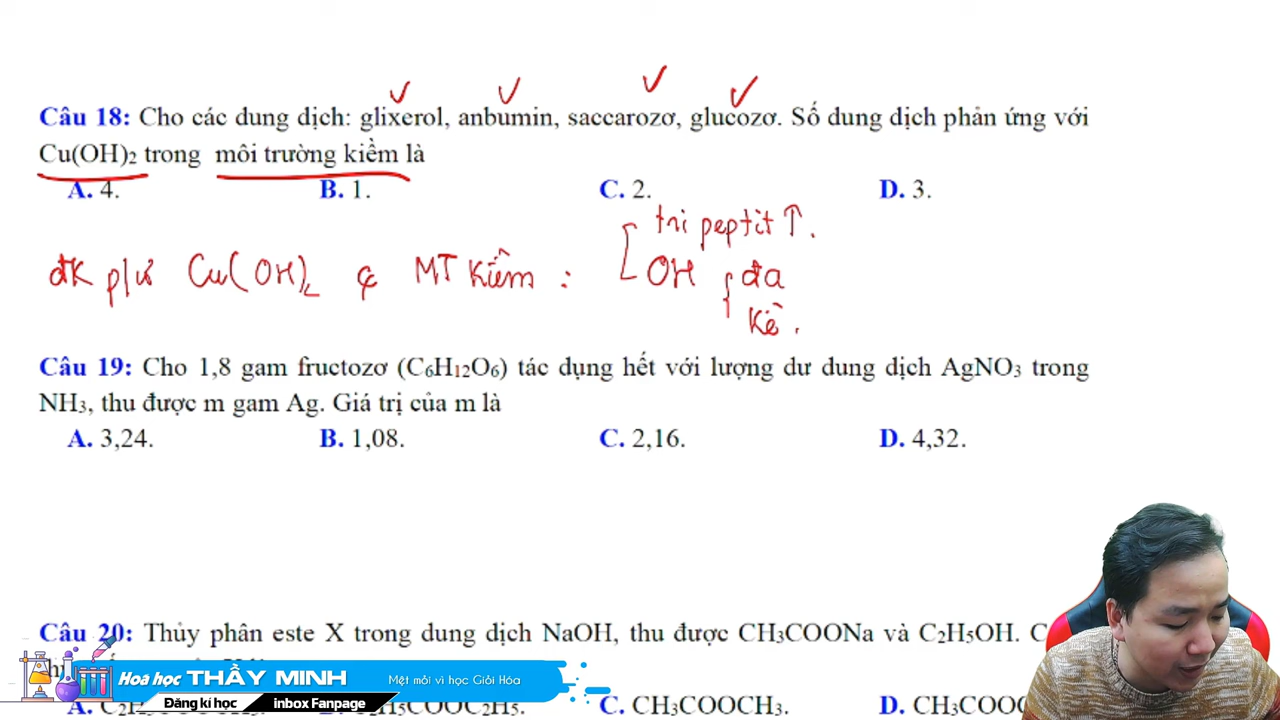 Câu 18: Cho các dung dịch: glixerol, anbumin, saccarozơ, glucozơ. Số dung dịch phản ứng với
Cu(OH)₂ trong môi trường kiềm là
A. 4. B. 1. C. 2. D. 3.
tri peptit ↑.
đk p/ư Cu(OH)₂ MT kiềm : OH đa
kề.
Câu 19: Cho 1,8 gam fructozơ (C₆H₁₂O₆) tác dụng hết với lượng dư dung dịch AgNO₃ trong
NH₃, thu được m gam Ag. Giá trị của m là
A. 3,24. B. 1,08. C. 2,16. D. 4,32.
Câu 20: Thủy phân este X trong dung dịch NaOH, thu được CH₃COONa và C₂H₅OH.
Hoá học THẦY MINH Mệt mỏi vì học Giỏi Hóa
Đăng kí học inbox Fanpage
C. CH₃COOCH₃. D.